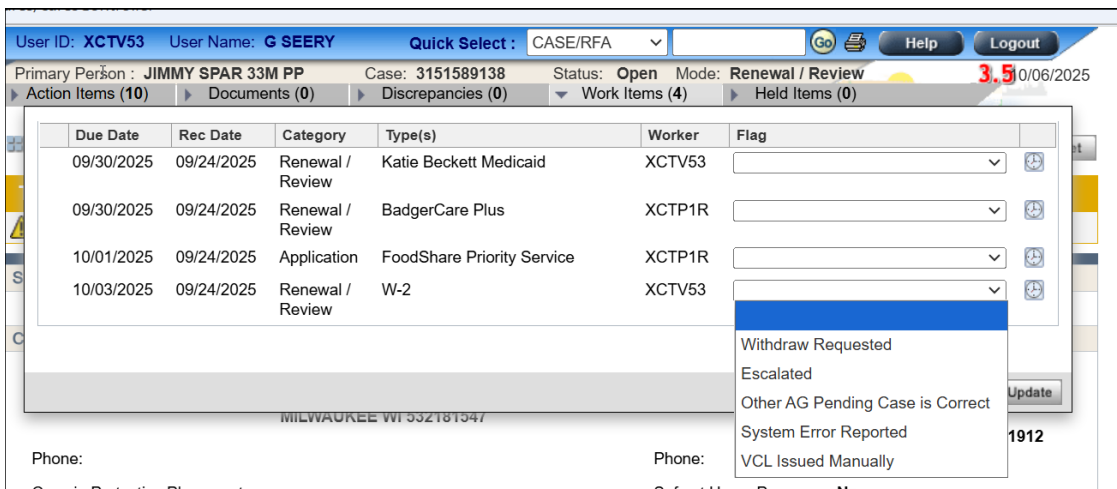 User ID: XCTV53 User Name: G SEERY Quick Select : CASE/RFA Go Help Logout
Primary Person : JIMMY SPAR 33M PP Case: 3151589138 Status: Open Mode: Renewal / Review 3.5 10/06/2025
Action Items (10) Documents (0) Discrepancies (0) Work Items (4) Held Items (0)
Due Date Rec Date Category Type(s) Worker Flag
09/30/2025 09/24/2025 Renewal / Review Katie Beckett Medicaid XCTV53
09/30/2025 09/24/2025 Renewal / Review BadgerCare Plus XCTP1R
10/01/2025 09/24/2025 Application FoodShare Priority Service XCTP1R
10/03/2025 09/24/2025 Renewal / Review W-2 XCTV53
Withdraw Requested
Escalated
Other AG Pending Case is Correct
System Error Reported
VCL Issued Manually
Update
MILWAUKEE WI 532181547
1912
Phone: Phone: